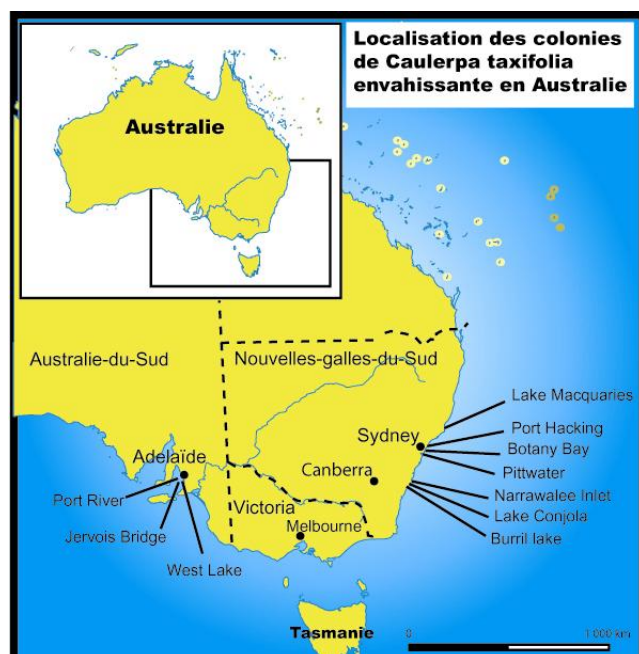 Localisation des colonies
de Caulerpa taxifolia
envahissante en Australie
Australie
Australie-du-Sud
Nouvelles-galles-du-Sud
Lake Macquaries
Port Hacking
Sydney
Botany Bay
Adelaïde
Canberra
Pittwater
Port River
Narrawalee Inlet
Victoria
Lake Conjola
Melbourne
Jervois Bridge
Burril lake
West Lake
Tasmanie
0
1 000 km